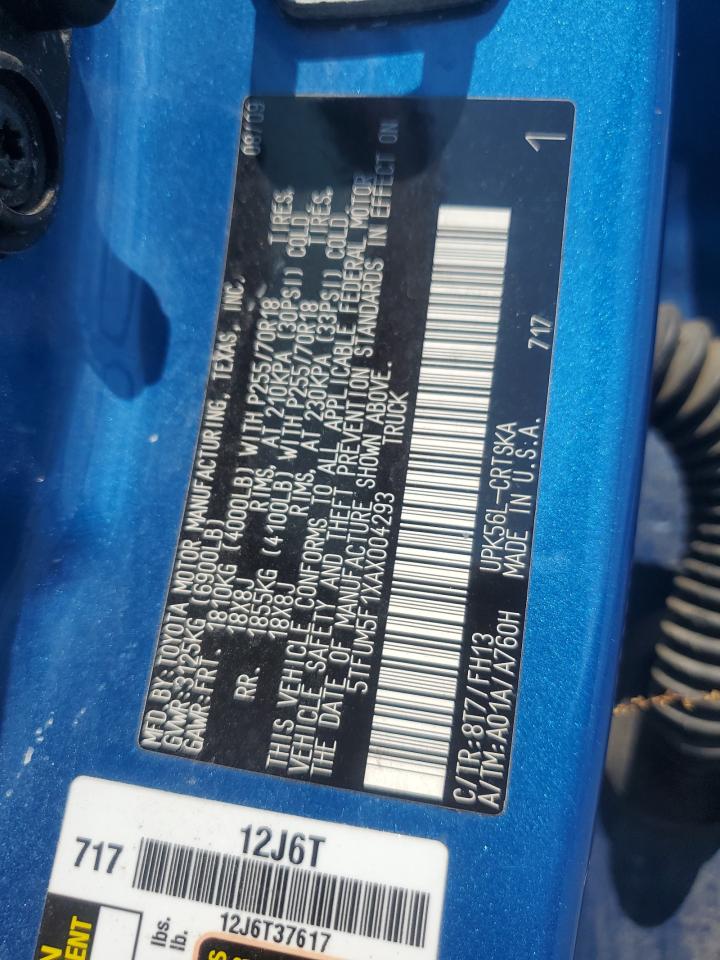 MFD BY: TOYOTA MOTOR MANUFACTURING, TEXAS, INC. 08/09
GVWR: 3125KG (6900LB)
GAWR: FRT. 1810KG (4000LB) WITH P255/70R18 TIRES,
18X8J RIMS, AT 210KPA (30PSI) COLD.
RR. 1855KG (4100LB) WITH P255/70R18 TIRES,
18X8J RIMS, AT 230KPA (33PSI) COLD.
THIS VEHICLE CONFORMS TO ALL APPLICABLE FEDERAL MOTOR
VEHICLE SAFETY AND THEFT PREVENTION STANDARDS IN EFFECT ON
THE DATE OF MANUFACTURE SHOWN ABOVE.
5TFUM5F1XAX004293 TRUCK
C/TR: 8T7/FH13 UPK56L-CRTSKA 717 1
A/TM: A01A/A760H MADE IN U.S.A.
717 12J6T
12J6T37617
lbs.
lb.